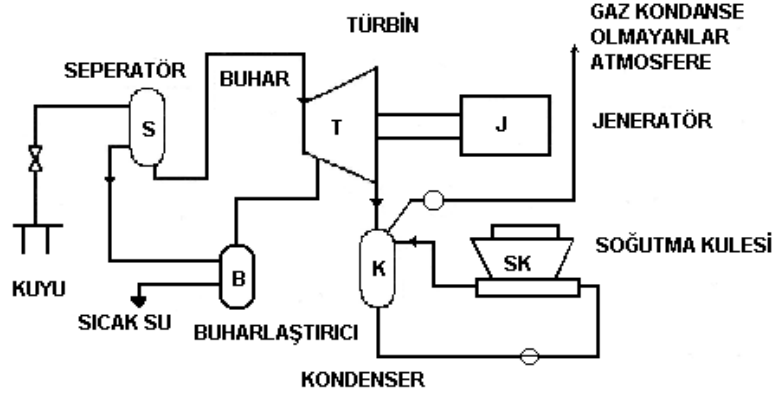 TÜRBİN
GAZ KONDANSE
OLMAYANLAR
ATMOSFERE
SEPERATÖR
BUHAR
S
T
J
JENERATÖR
K
SK
SOĞUTMA KULESİ
KUYU
B
SICAK SU
BUHARLAŞTIRICI
KONDENSER